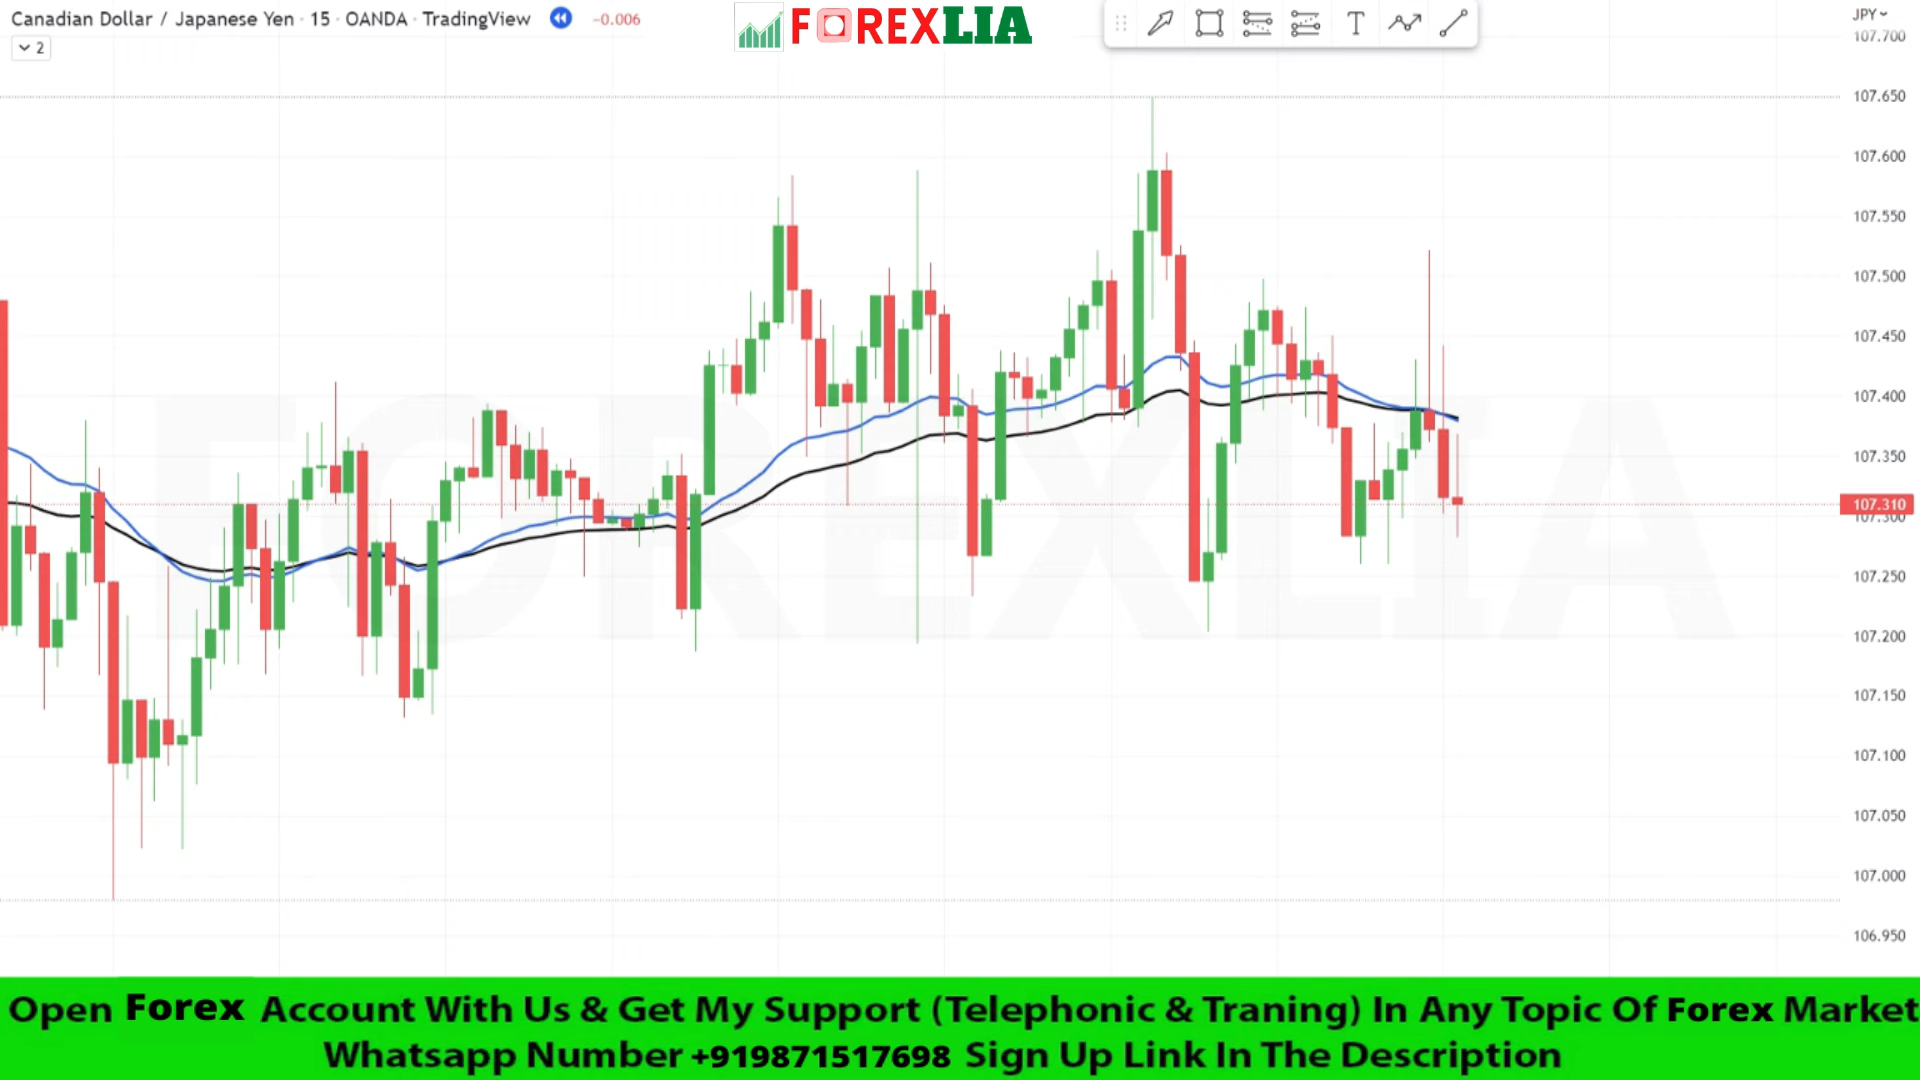 Canadian Dollar / Japanese Yen · 15 · OANDA · TradingView −0.006
2
FOREXLIA
T
JPY
107.700
107.650
107.600
107.550
107.500
107.450
107.400
107.350
107.310
107.300
107.250
107.200
107.150
107.100
107.050
107.000
106.950
FOREXLIA
Open Forex Account With Us & Get My Support (Telephonic & Traning) In Any Topic Of Forex Market
Whatsapp Number +919871517698 Sign Up Link In The Description